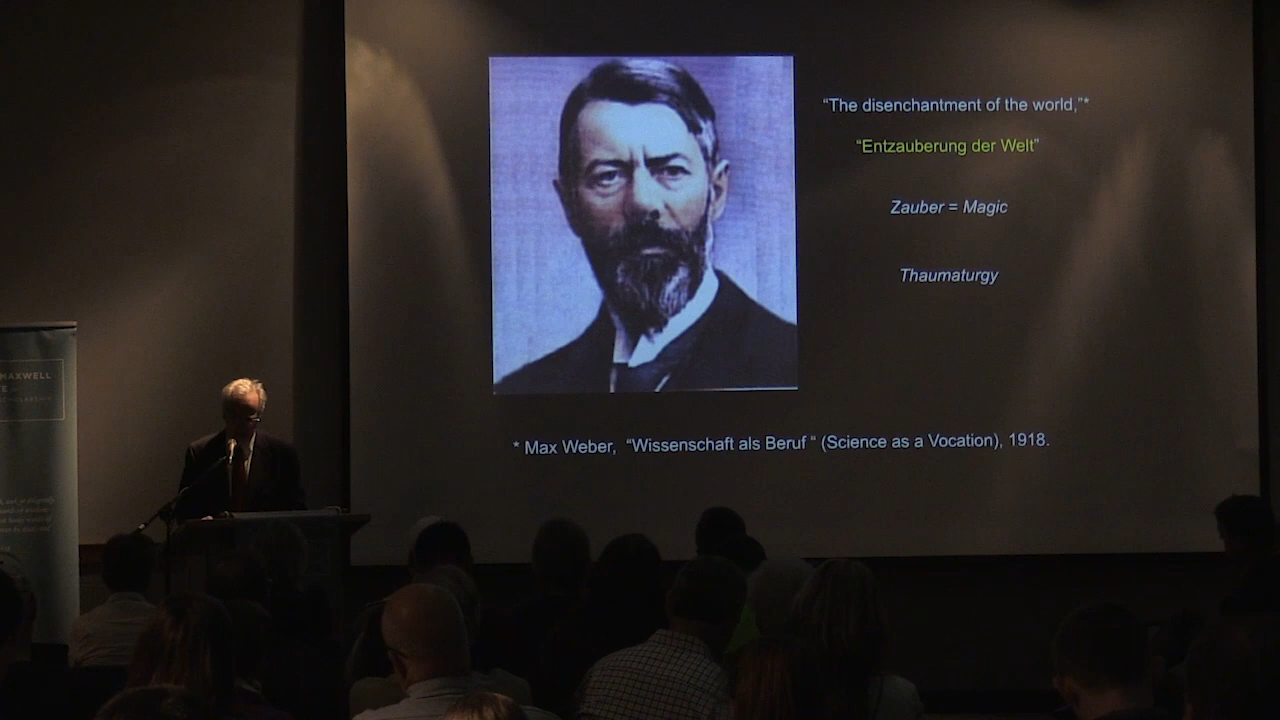 “The disenchantment of the world,”*
“Entzauberung der Welt”
Zauber = Magic
Thaumaturgy
* Max Weber, “Wissenschaft als Beruf “ (Science as a Vocation), 1918.
MAXWELL